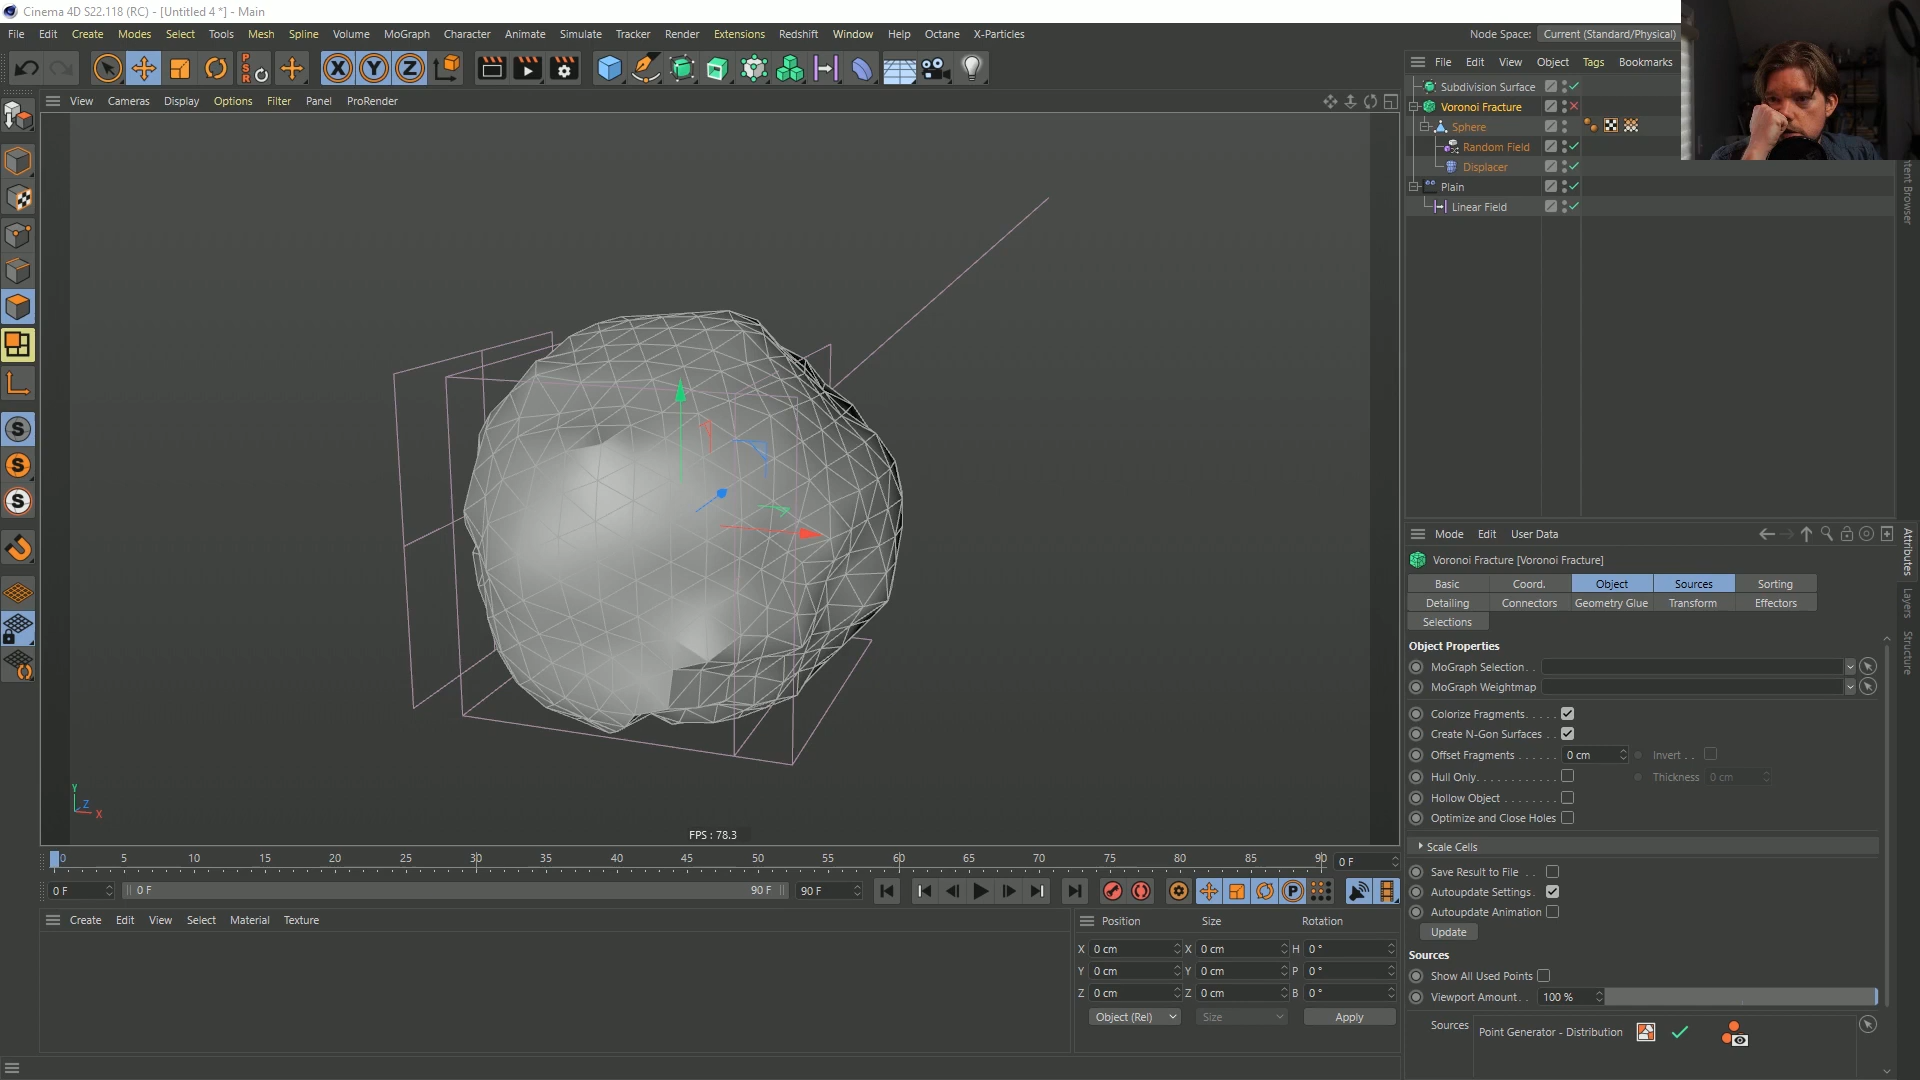 Cinema 4D S22.118 (RC) - [Untitled 4 *] - Main
File Edit Create Modes Select Tools Mesh Spline Volume MoGraph Character Animate Simulate Tracker Render Extensions Redshift Window Help Octane X-Particles
Node Space: Current (Standard/Physical)
View Cameras Display Options Filter Panel ProRender
File Edit View Object Tags Bookmarks
Subdivision Surface
Voronoi Fracture
Sphere
Random Field
Displacer
Plain
Linear Field
Mode Edit User Data
Attributes
Layers
Structure
Voronoi Fracture [Voronoi Fracture]
Basic Coord. Object Sources Sorting
Detailing Connectors Geometry Glue Transform Effectors
Selections
Object Properties
MoGraph Selection. .
MoGraph Weightmap
Colorize Fragments. . . . .
Create N-Gon Surfaces . .
Offset Fragments . . . . . . 0 cm Invert . .
Hull Only. . . . . . . . . . . . Thickness 0 cm
Hollow Object . . . . . . . .
Optimize and Close Holes
Scale Cells
Save Result to File . .
Autoupdate Settings.
Autoupdate Animation
Update
Sources
Show All Used Points
Viewport Amount. . 100 %
Sources Point Generator - Distribution
Y
Z
X
FPS : 78.3
0 5 10 15 20 25 30 35 40 45 50 55 60 65 70 75 80 85 90 0 F
0 F 0 F 90 F 90 F
Create Edit View Select Material Texture
Position Size Rotation
X 0 cm X 0 cm H 0 °
Y 0 cm Y 0 cm P 0 °
Z 0 cm Z 0 cm B 0 °
Object (Rel) Size Apply